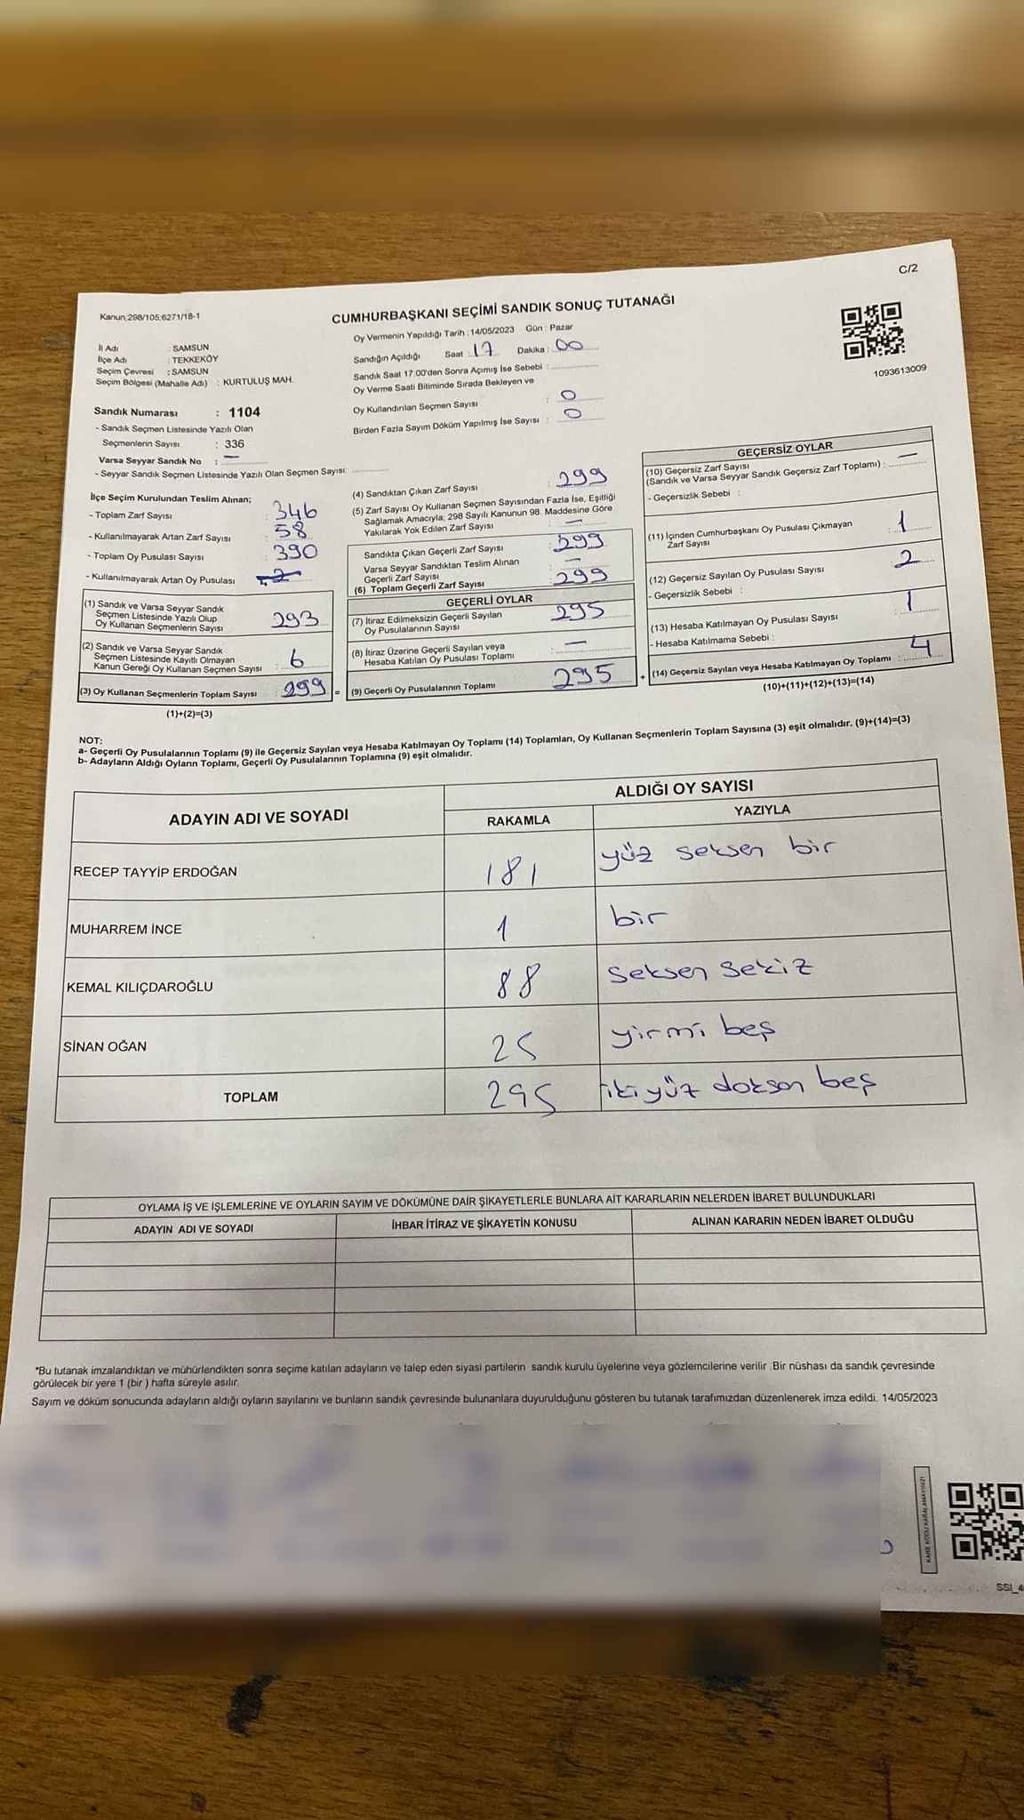 C/2
Kanun:298/105:6271/18-1
CUMHURBAŞKANI SEÇİMİ SANDIK SONUÇ TUTANAĞI
1093613009
İl Adı : SAMSUN
İlçe Adı : TEKKEKÖY
Seçim Çevresi : SAMSUN
Seçim Bölgesi (Mahalle Adı) : KURTULUŞ MAH.
Sandık Numarası : 1104
- Sandık Seçmen Listesinde Yazılı Olan
Seçmenlerin Sayısı : 336
Varsa Seyyar Sandık No : —
- Seyyar Sandık Seçmen Listesinde Yazılı Olan Seçmen Sayısı:
Oy Vermenin Yapıldığı Tarih : 14/05/2023 Gün : Pazar
Sandığın Açıldığı Saat : 17 Dakika : 00
Sandık Saat 17:00'den Sonra Açımış İse Sebebi :
Oy Verme Saati Bitiminde Sırada Bekleyen ve
Oy Kullandırılan Seçmen Sayısı : 0
Birden Fazla Sayım Döküm Yapılmış İse Sayısı : 0
İlçe Seçim Kurulundan Teslim Alınan;
- Toplam Zarf Sayısı : 346
- Kullanılmayarak Artan Zarf Sayısı : 58
- Toplam Oy Pusulası Sayısı : 390
- Kullanılmayarak Artan Oy Pusulası
(1) Sandık ve Varsa Seyyar Sandık
Seçmen Listesinde Yazılı Olup
Oy Kullanan Seçmenlerin Sayısı : 293
(2) Sandık ve Varsa Seyyar Sandık
Seçmen Listesinde Kayıtlı Olmayan
Kanun Gereği Oy Kullanan Seçmen Sayısı : 6
(3) Oy Kullanan Seçmenlerin Toplam Sayısı : 299 =
(1)+(2)=(3)
(4) Sandıktan Çıkan Zarf Sayısı : 299
(5) Zarf Sayısı Oy Kullanan Seçmen Sayısından Fazla İse, Eşitliği
Sağlamak Amacıyla; 298 Sayılı Kanunun 98. Maddesine Göre
Yakılarak Yok Edilen Zarf Sayısı : —
Sandıkta Çıkan Geçerli Zarf Sayısı : 299
Varsa Seyyar Sandıktan Teslim Alınan
Geçerli Zarf Sayısı : —
(6) Toplam Geçerli Zarf Sayısı : 299
GEÇERLİ OYLAR
(7) İtiraz Edilmeksizin Geçerli Sayılan
Oy Pusulalarının Sayısı : 295
(8) İtiraz Üzerine Geçerli Sayılan veya
Hesaba Katılan Oy Pusulası Toplamı : —
(9) Geçerli Oy Pusulalarının Toplamı : 295 +
GEÇERSİZ OYLAR
(10) Geçersiz Zarf Sayısı
(Sandık ve Varsa Seyyar Sandık Geçersiz Zarf Toplamı) : —
- Geçersizlik Sebebi :
(11) İçinden Cumhurbaşkanı Oy Pusulası Çıkmayan
Zarf Sayısı : 1
(12) Geçersiz Sayılan Oy Pusulası Sayısı : 2
- Geçersizlik Sebebi :
(13) Hesaba Katılmayan Oy Pusulası Sayısı : 1
- Hesaba Katılmama Sebebi :
(14) Geçersiz Sayılan veya Hesaba Katılmayan Oy Toplamı : 4
(10)+(11)+(12)+(13)=(14)
NOT:
a- Geçerli Oy Pusulalarının Toplamı (9) ile Geçersiz Sayılan veya Hesaba Katılmayan Oy Toplamı (14) Toplamları, Oy Kullanan Seçmenlerin Toplam Sayısına (3) eşit olmalıdır. (9)+(14)=(3)
b- Adayların Aldığı Oyların Toplamı, Geçerli Oy Pusulalarının Toplamına (9) eşit olmalıdır.
ADAYIN ADI VE SOYADI
ALDIĞI OY SAYISI
RAKAMLA YAZIYLA
RECEP TAYYİP ERDOĞAN 181 yüz seksen bir
MUHARREM İNCE 1 bir
KEMAL KILIÇDAROĞLU 88 seksen sekiz
SİNAN OĞAN 25 yirmi beş
TOPLAM 295 ikiyüz doksan beş
OYLAMA İŞ VE İŞLEMLERİNE VE OYLARIN SAYIM VE DÖKÜMÜNE DAİR ŞİKAYETLERLE BUNLARA AİT KARARLARIN NELERDEN İBARET BULUNDUKLARI
ADAYIN ADI VE SOYADI İHBAR İTİRAZ VE ŞİKAYETİN KONUSU ALINAN KARARIN NEDEN İBARET OLDUĞU
*Bu tutanak imzalandıktan ve mühürlendikten sonra seçime katılan adayların ve talep eden siyasi partilerin sandık kurulu üyelerine veya gözlemcilerine verilir .Bir nüshası da sandık çevresinde
görülecek bir yere 1 (bir ) hafta süreyle asılır.
Sayım ve döküm sonucunda adayların aldığı oyların sayılarını ve bunların sandık çevresinde bulunanlara duyurulduğunu gösteren bu tutanak tarafımızdan düzenlenerek imza edildi. 14/05/2023